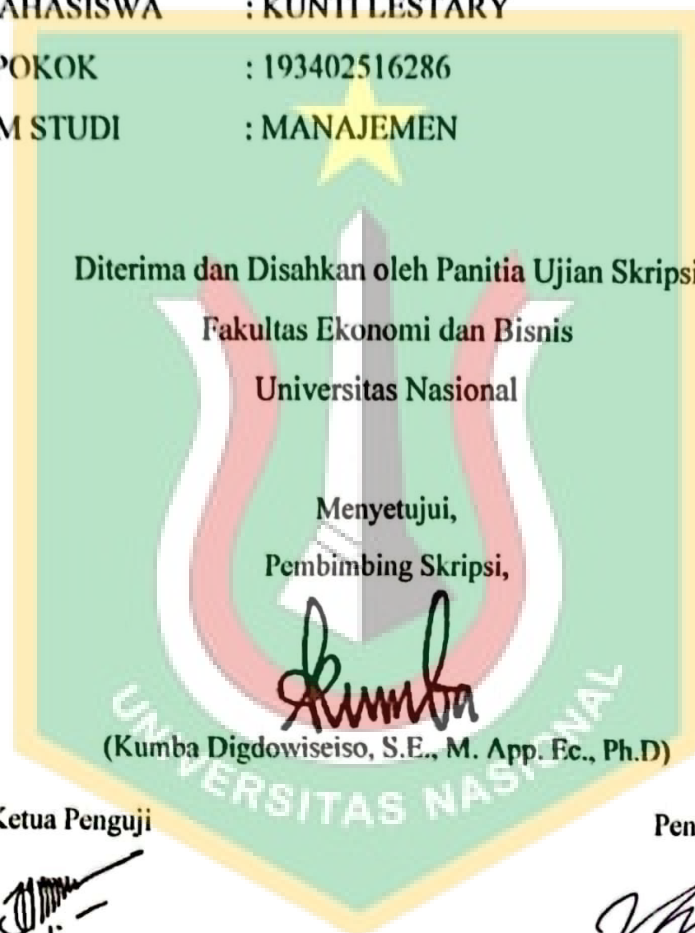 AHASISWA : KUNTI LESTARY
POKOK : 193402516286
M STUDI : MANAJEMEN
Diterima dan Disahkan oleh Panitia Ujian Skripsi
Fakultas Ekonomi dan Bisnis
Universitas Nasional
Menyetujui,
Pembimbing Skripsi,
Kumba
(Kumba Digdowiseiso, S.E., M. App. Ec., Ph.D)
UNIVERSITAS NASIONAL
Ketua Penguji Pen